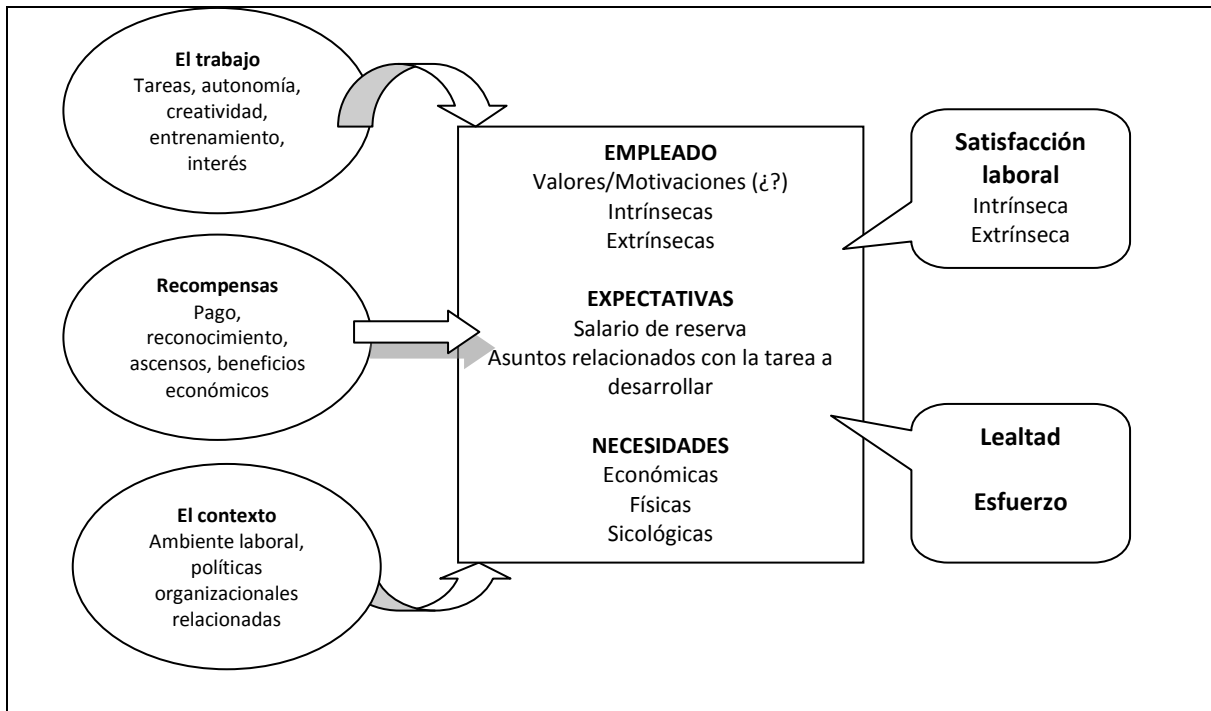 El trabajo
Tareas, autonomía,
creatividad,
entrenamiento,
interés
Recompensas
Pago,
reconocimiento,
ascensos, beneficios
económicos
El contexto
Ambiente laboral,
políticas
organizacionales
relacionadas
EMPLEADO
Valores/Motivaciones (¿?)
Intrínsecas
Extrínsecas
EXPECTATIVAS
Salario de reserva
Asuntos relacionados con la tarea a
desarrollar
NECESIDADES
Económicas
Físicas
Sicológicas
Satisfacción
laboral
Intrínseca
Extrínseca
Lealtad
Esfuerzo